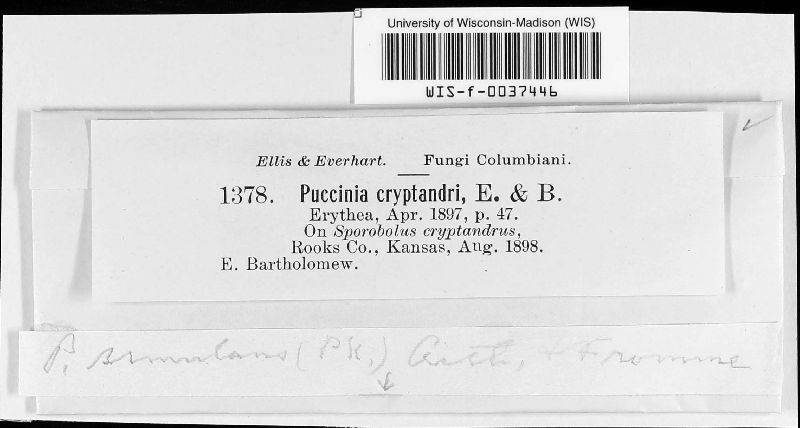 University of Wisconsin-Madison (WIS)
WIS-f-0037446
Ellis & Everhart. — Fungi Columbiani.
1378. Puccinia cryptandri, E. & B.
Erythea, Apr. 1897, p. 47.
On Sporobolus cryptandrus,
Rooks Co., Kansas, Aug. 1898.
E. Bartholomew.
P. simulans (Pk.) Arth. & Fromme